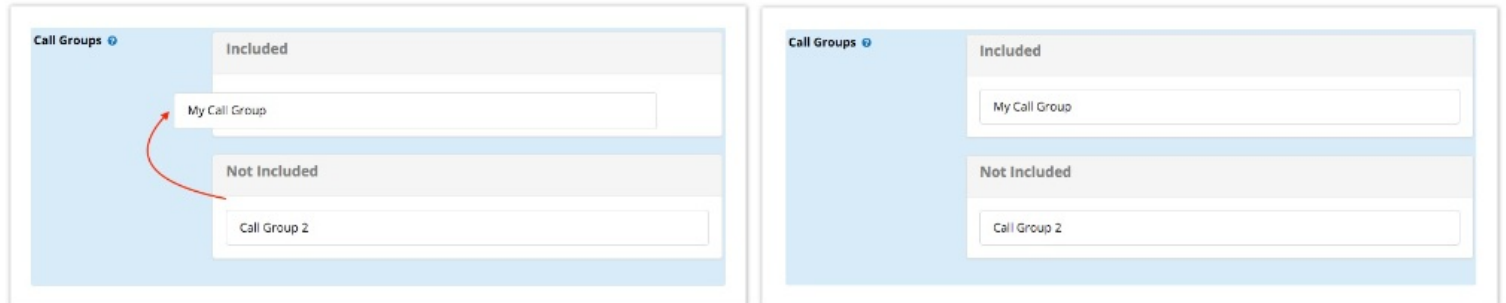 Call Groups
Included
My Call Group
Not Included
Call Group 2
Call Groups
Included
My Call Group
Not Included
Call Group 2